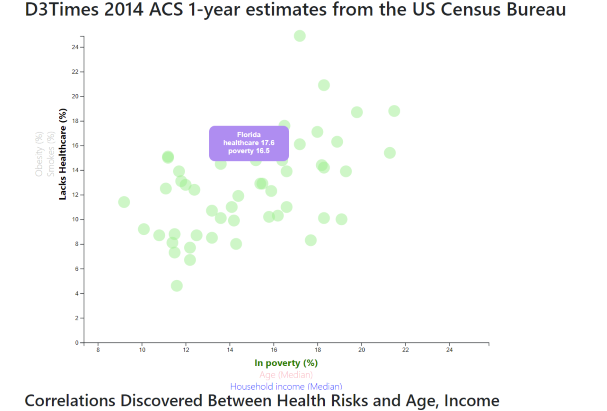 D3Times 2014 ACS 1-year estimates from the US Census Bureau
Obesity (%)
Smokes (%)
Lacks Healthcare (%)
24
22
20
18
16
14
12
10
8
6
4
2
0
Florida
healthcare 17.6
poverty 16.5
8
10
12
14
16
18
20
22
24
In poverty (%)
Age (Median)
Household income (Median)
Correlations Discovered Between Health Risks and Age, Income